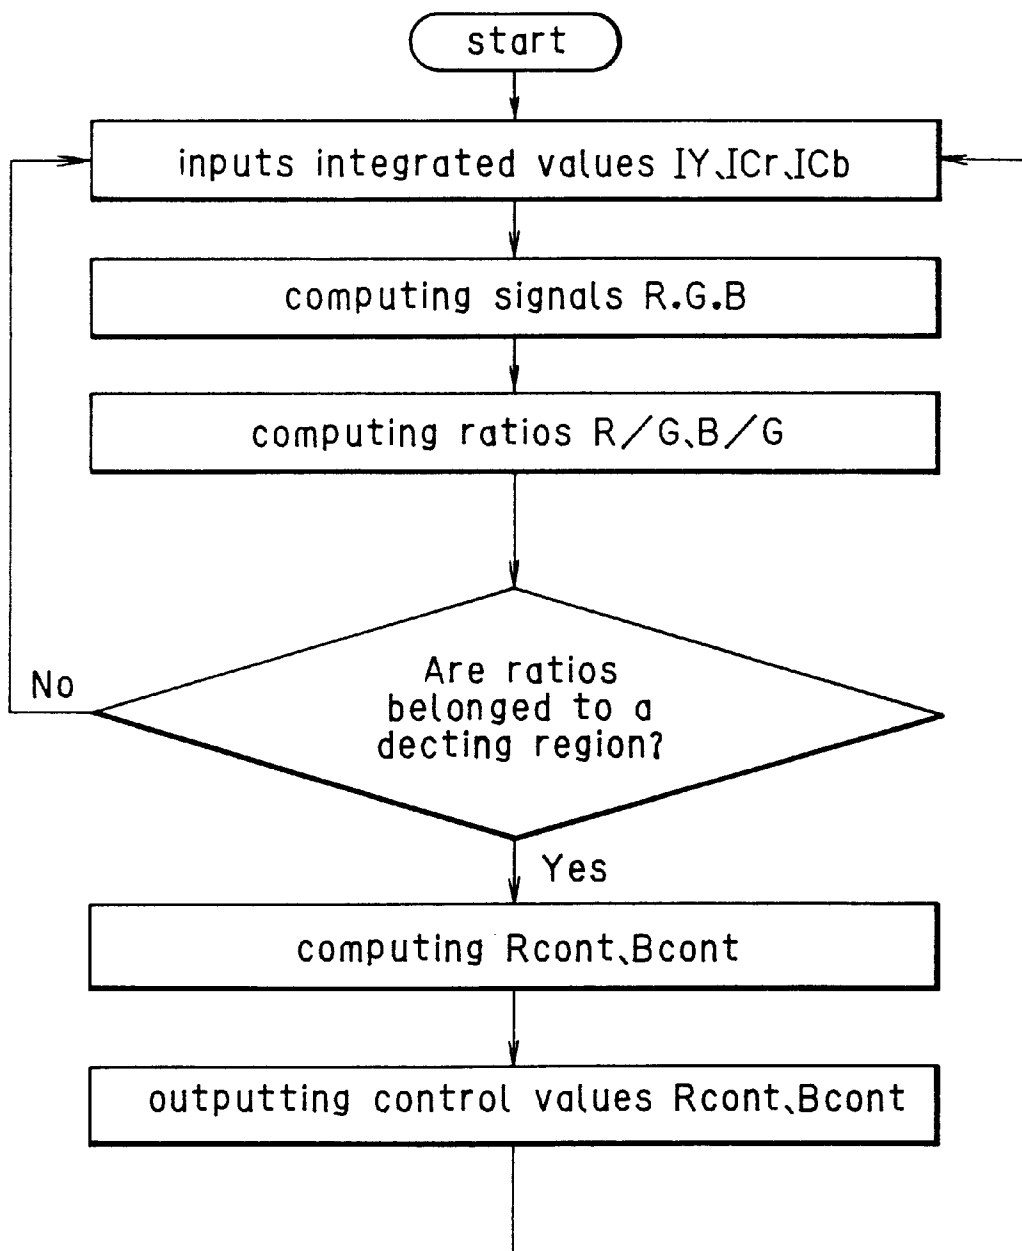 start
inputs integrated values IY、ICr、ICb
computing signals R.G.B
computing ratios R/G、B/G
No
Are ratios
belonged to a
decting region?
Yes
computing Rcont、Bcont
outputting control values Rcont、Bcont